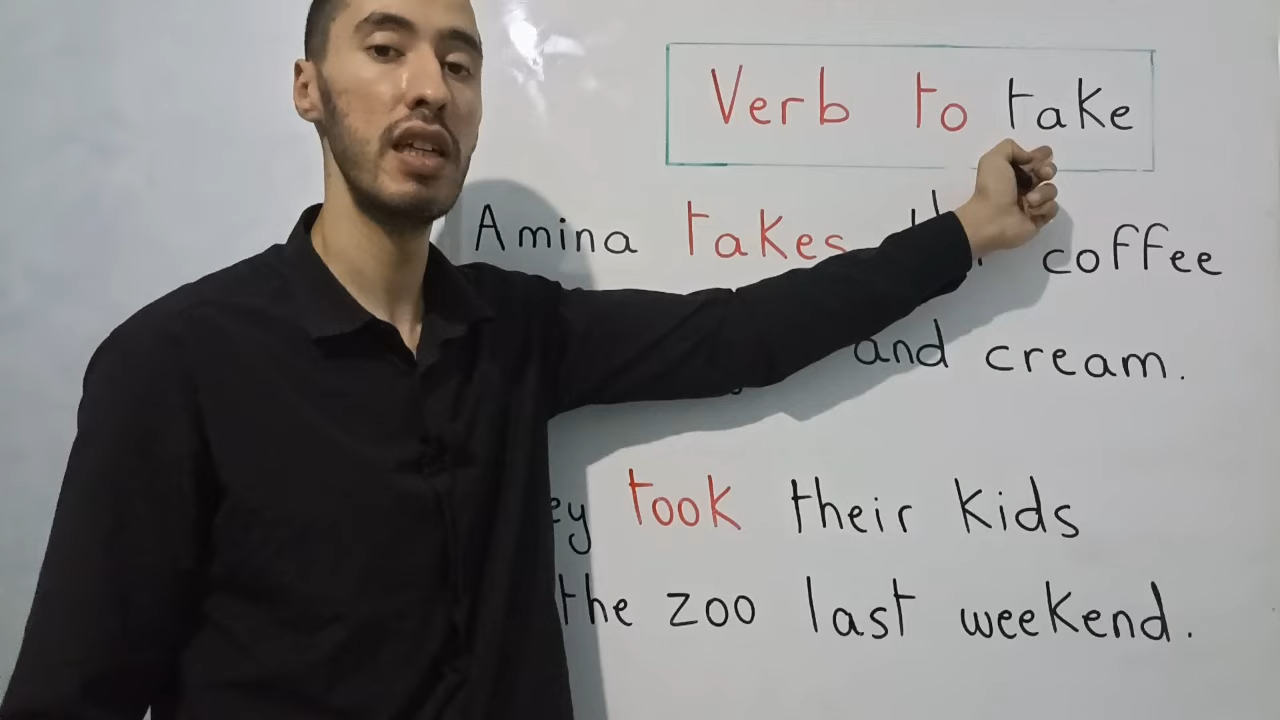 Verb to take
Amina takes coffee
and cream.
took their kids
the zoo last weekend.